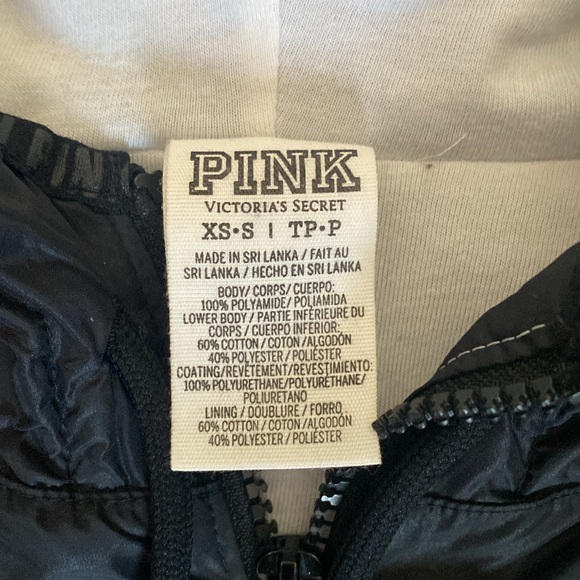 PINK
VICTORIA'S SECRET
XS•S | TP•P
MADE IN SRI LANKA / FAIT AU
SRI LANKA / HECHO EN SRI LANKA
BODY/ CORPS/ CUERPO:
100% POLYAMIDE/ POLIAMIDA
LOWER BODY / PARTIE INFÉRIEURE DU
CORPS / CUERPO INFERIOR:
60% COTTON / COTON /ALGODÓN
40% POLYESTER / POLIÉSTER
COATING/REVÊTEMENT/REVESTIMIENTO:
100% POLYURETHANE/POLYURÉTHANE/
POLIURETANO
LINING / DOUBLURE / FORRO
60% COTTON / COTON /ALGODÓN
40% POLYESTER / POLIÉSTER
PINK